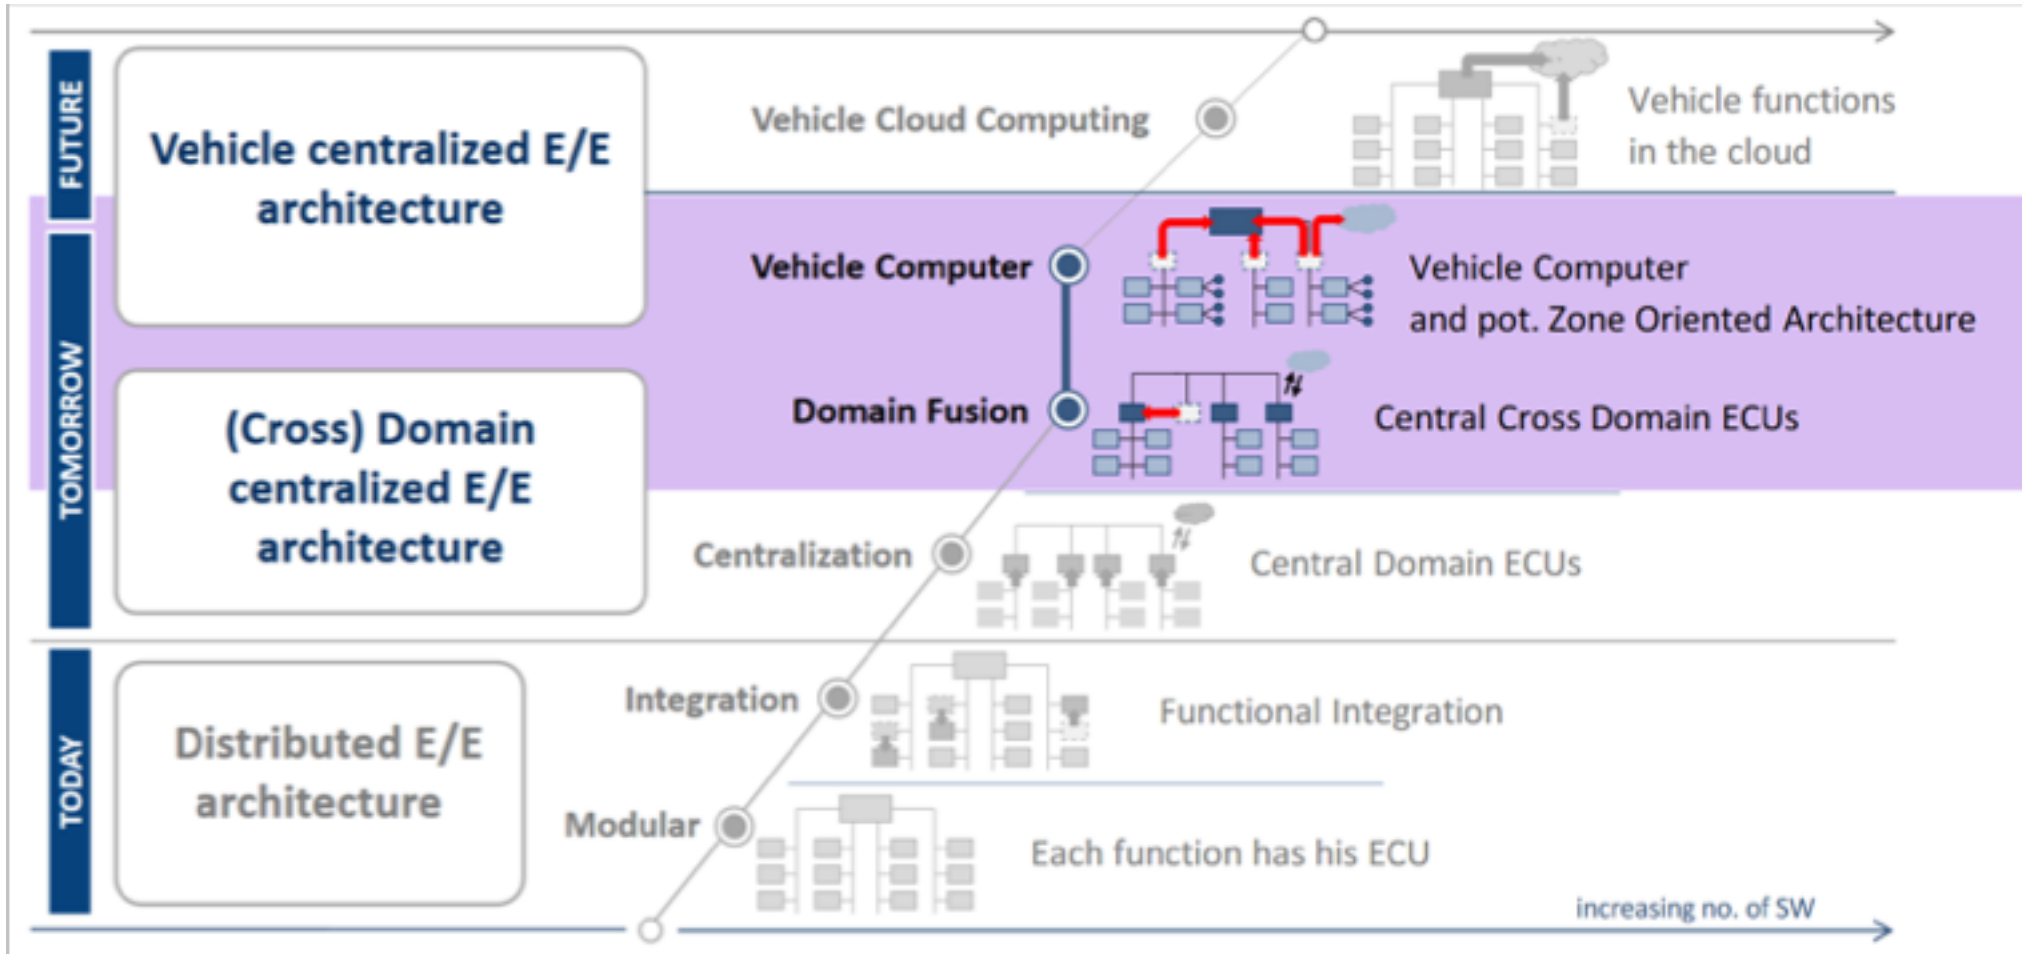 FUTURE
Vehicle centralized E/E
architecture
Vehicle Cloud Computing
Vehicle functions
in the cloud
TOMORROW
Vehicle Computer
Vehicle Computer
and pot. Zone Oriented Architecture
(Cross) Domain
centralized E/E
architecture
Domain Fusion
Central Cross Domain ECUs
Centralization
Central Domain ECUs
TODAY
Distributed E/E
architecture
Integration
Functional Integration
Modular
Each function has his ECU
increasing no. of SW